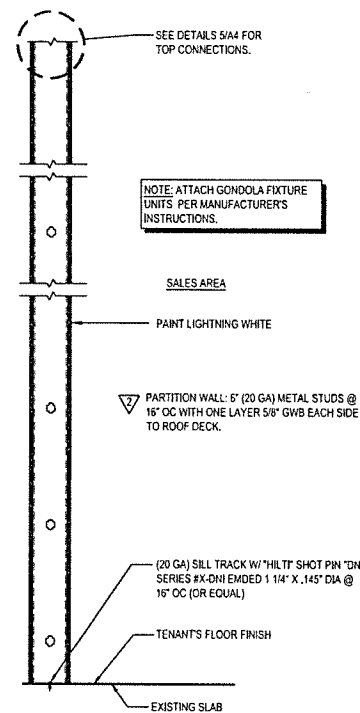 SEE DETAILS 5/A4 FOR
TOP CONNECTIONS.
NOTE: ATTACH GONDOLA FIXTURE
UNITS PER MANUFACTURER'S
INSTRUCTIONS.
SALES AREA
PAINT LIGHTNING WHITE
2
PARTITION WALL: 6" (20 GA) METAL STUDS @
16" OC WITH ONE LAYER 5/8" GWB EACH SIDE
TO ROOF DECK.
(20 GA) SILL TRACK W/ "HILTI" SHOT PIN "DN
SERIES #X-DNI EMDED 1 1/4" X .145" DIA @
16" OC (OR EQUAL)
TENANT'S FLOOR FINISH
EXISTING SLAB